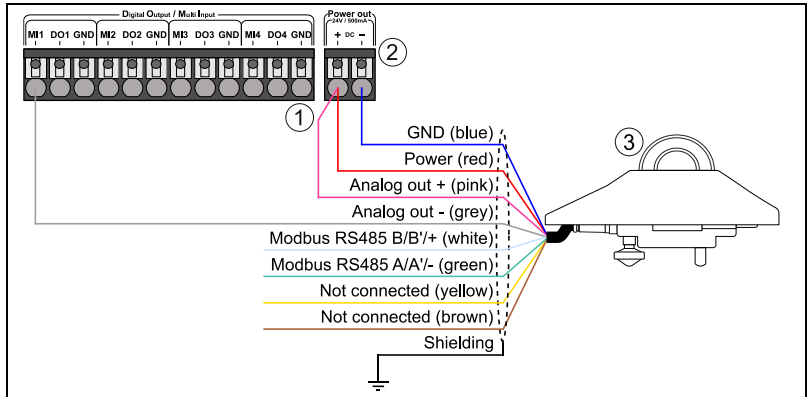 Digital Output / Multi Input
Power out
24V / 500mA
MI1 DO1 GND MI2 DO2 GND MI3 DO3 GND MI4 DO4 GND
+ DC −
2
1
3
GND (blue)
Power (red)
Analog out + (pink)
Analog out - (grey)
Modbus RS485 B/B'/+ (white)
Modbus RS485 A/A'/- (green)
Not connected (yellow)
Not connected (brown)
Shielding